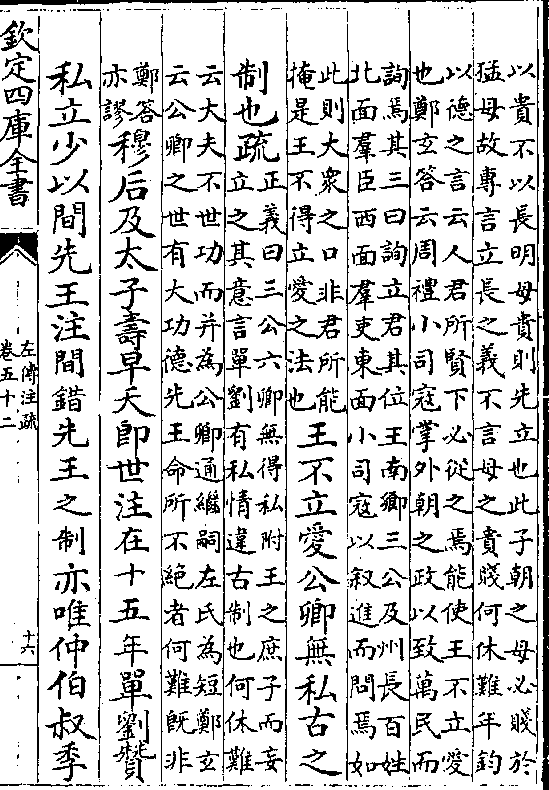 以貴不以長明母貴則先立也此子朝之母必賤於
猛母故專言立長之義不言母之貴賤何休難年鈞
以德之言云人君所賢下必從之焉能使王不立愛
也鄭玄答云周禮小司寇掌外朝之政以致萬民而
詢焉其三曰詢立君其位王南鄉三公及州長百姓
北面羣臣西面羣吏東面小司寇以叙進而問焉如
此則大衆之口非君所能
掩是王不得立愛之法也
王不立愛公卿無私古之
制也疏
正義曰三公六卿無得私附王之庶子而妄
立之其意言單劉有私情違古制也何休難
云大夫不世功而并為公卿通繼嗣左氏為短鄭玄
云公卿之世有大功德先王命所不絶者何難既非
鄭答
亦謬
穆后及太子壽早夭即世注在十五年單劉贊
私立少以間先王注間錯先王之制亦唯仲伯叔季
欽定四庫全書
左傳注疏
卷五十二
十六